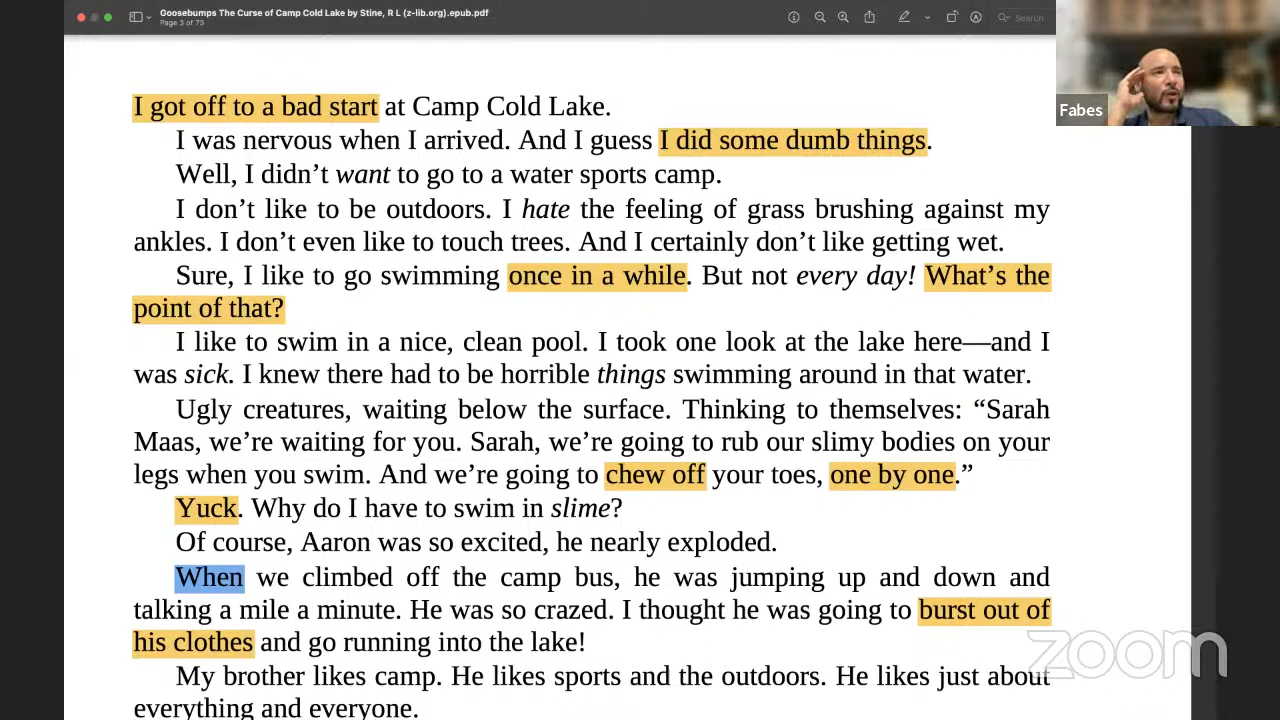 Goosebumps The Curse of Camp Cold Lake by Stine, R L (z-lib.org).epub.pdf
Page 3 of 73
Search
Fabes
I got off to a bad start at Camp Cold Lake.
I was nervous when I arrived. And I guess I did some dumb things.
Well, I didn’t want to go to a water sports camp.
I don’t like to be outdoors. I hate the feeling of grass brushing against my
ankles. I don’t even like to touch trees. And I certainly don’t like getting wet.
Sure, I like to go swimming once in a while. But not every day! What’s the
point of that?
I like to swim in a nice, clean pool. I took one look at the lake here—and I
was sick. I knew there had to be horrible things swimming around in that water.
Ugly creatures, waiting below the surface. Thinking to themselves: “Sarah
Maas, we’re waiting for you. Sarah, we’re going to rub our slimy bodies on your
legs when you swim. And we’re going to chew off your toes, one by one.”
Yuck. Why do I have to swim in slime?
Of course, Aaron was so excited, he nearly exploded.
When we climbed off the camp bus, he was jumping up and down and
talking a mile a minute. He was so crazed. I thought he was going to burst out of
his clothes and go running into the lake!
My brother likes camp. He likes sports and the outdoors. He likes just about
everything and everyone.
zoom